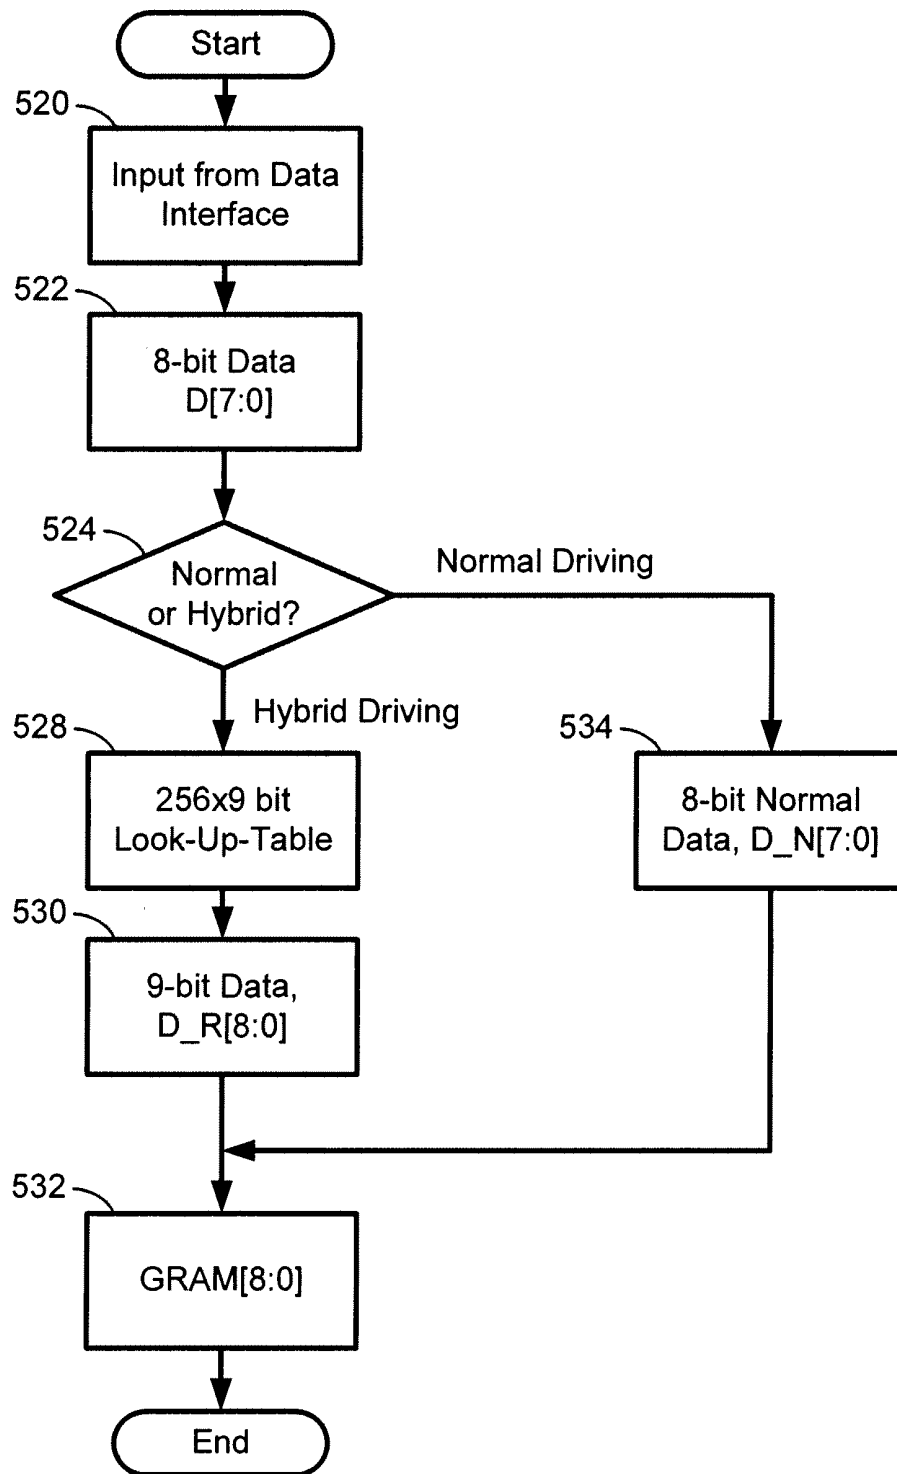 Start
520
Input from Data
Interface
522
8-bit Data
D[7:0]
524
Normal
or Hybrid?
Normal Driving
Hybrid Driving
528
256x9 bit
Look-Up-Table
534
8-bit Normal
Data, D_N[7:0]
530
9-bit Data,
D_R[8:0]
532
GRAM[8:0]
End